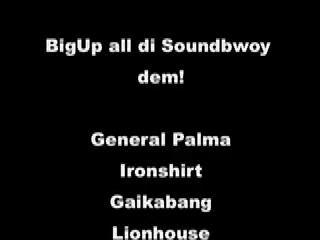 BigUp all di Soundbwoy
dem!
General Palma
Ironshirt
Gaikabang
Lionhouse